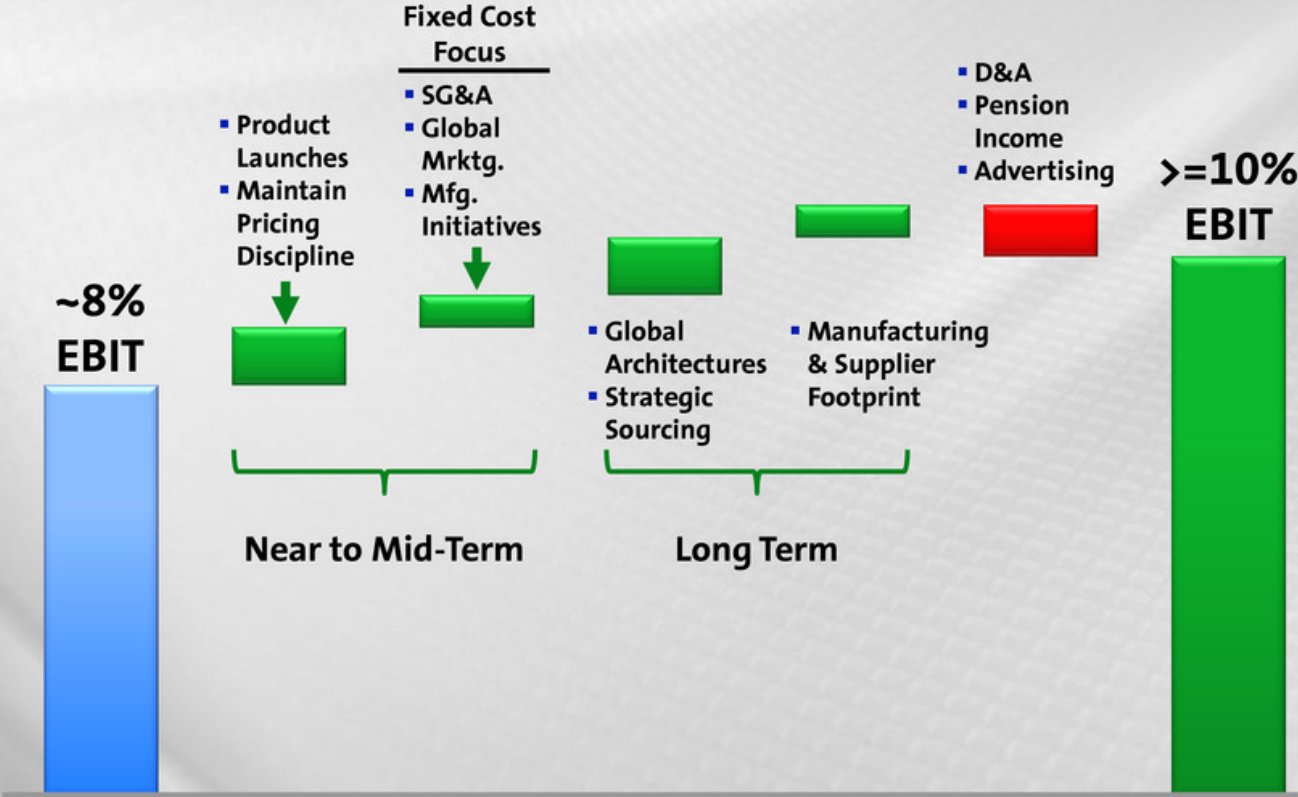 ~8%
EBIT
Product
Launches
Maintain
Pricing
Discipline
Fixed Cost
Focus
SG&A
Global
Mrktg.
Mfg.
Initiatives
Near to Mid-Term
Global
Architectures
Strategic
Sourcing
Manufacturing
& Supplier
Footprint
Long Term
D&A
Pension
Income
Advertising
>=10%
EBIT